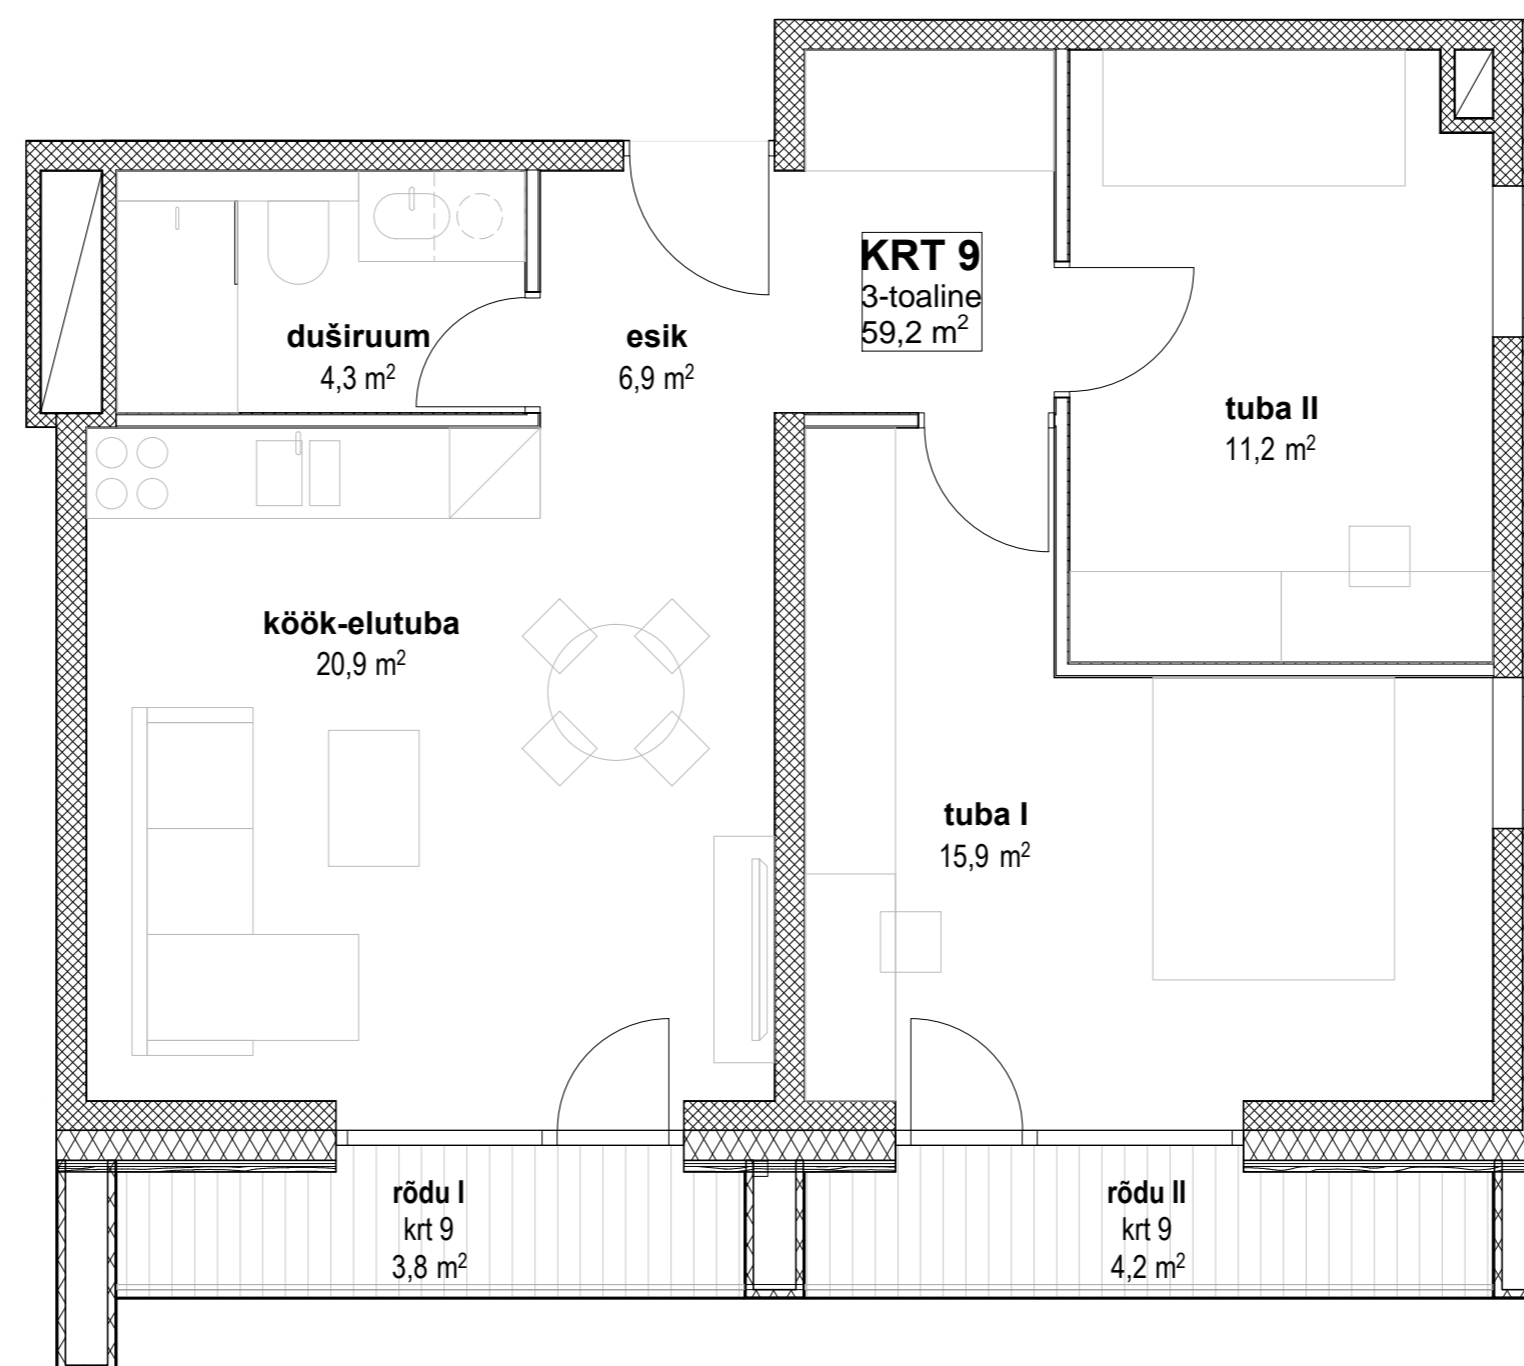 KRT 9
3-toaline
59,2 m²
duširuum
4,3 m²
esik
6,9 m²
tuba II
11,2 m²
köök-elutuba
20,9 m²
tuba I
15,9 m²
rõdu I
krt 9
3,8 m²
rõdu II
krt 9
4,2 m²